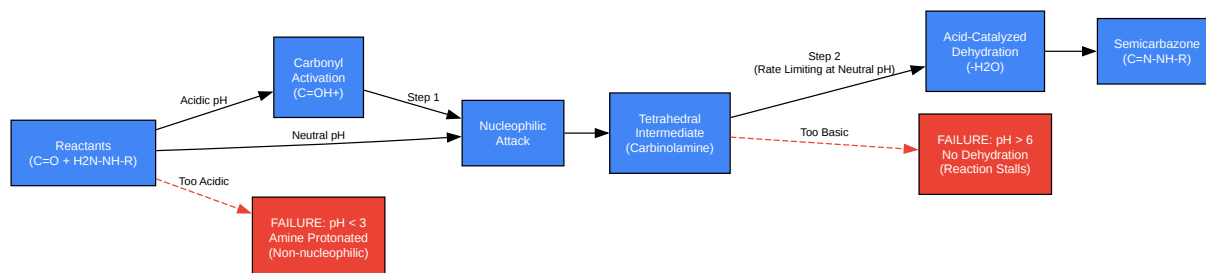 Reactants
(C=O + H2N-NH-R)
Acidic pH
Neutral pH
Too Acidic
Carbonyl
Activation
(C=OH+)
FAILURE: pH < 3
Amine Protonated
(Non-nucleophilic)
Step 1
Nucleophilic
Attack
Tetrahedral
Intermediate
(Carbinolamine)
Step 2
(Rate Limiting at Neutral pH)
Too Basic
Acid-Catalyzed
Dehydration
(-H2O)
FAILURE: pH > 6
No Dehydration
(Reaction Stalls)
Semicarbazone
(C=N-NH-R)